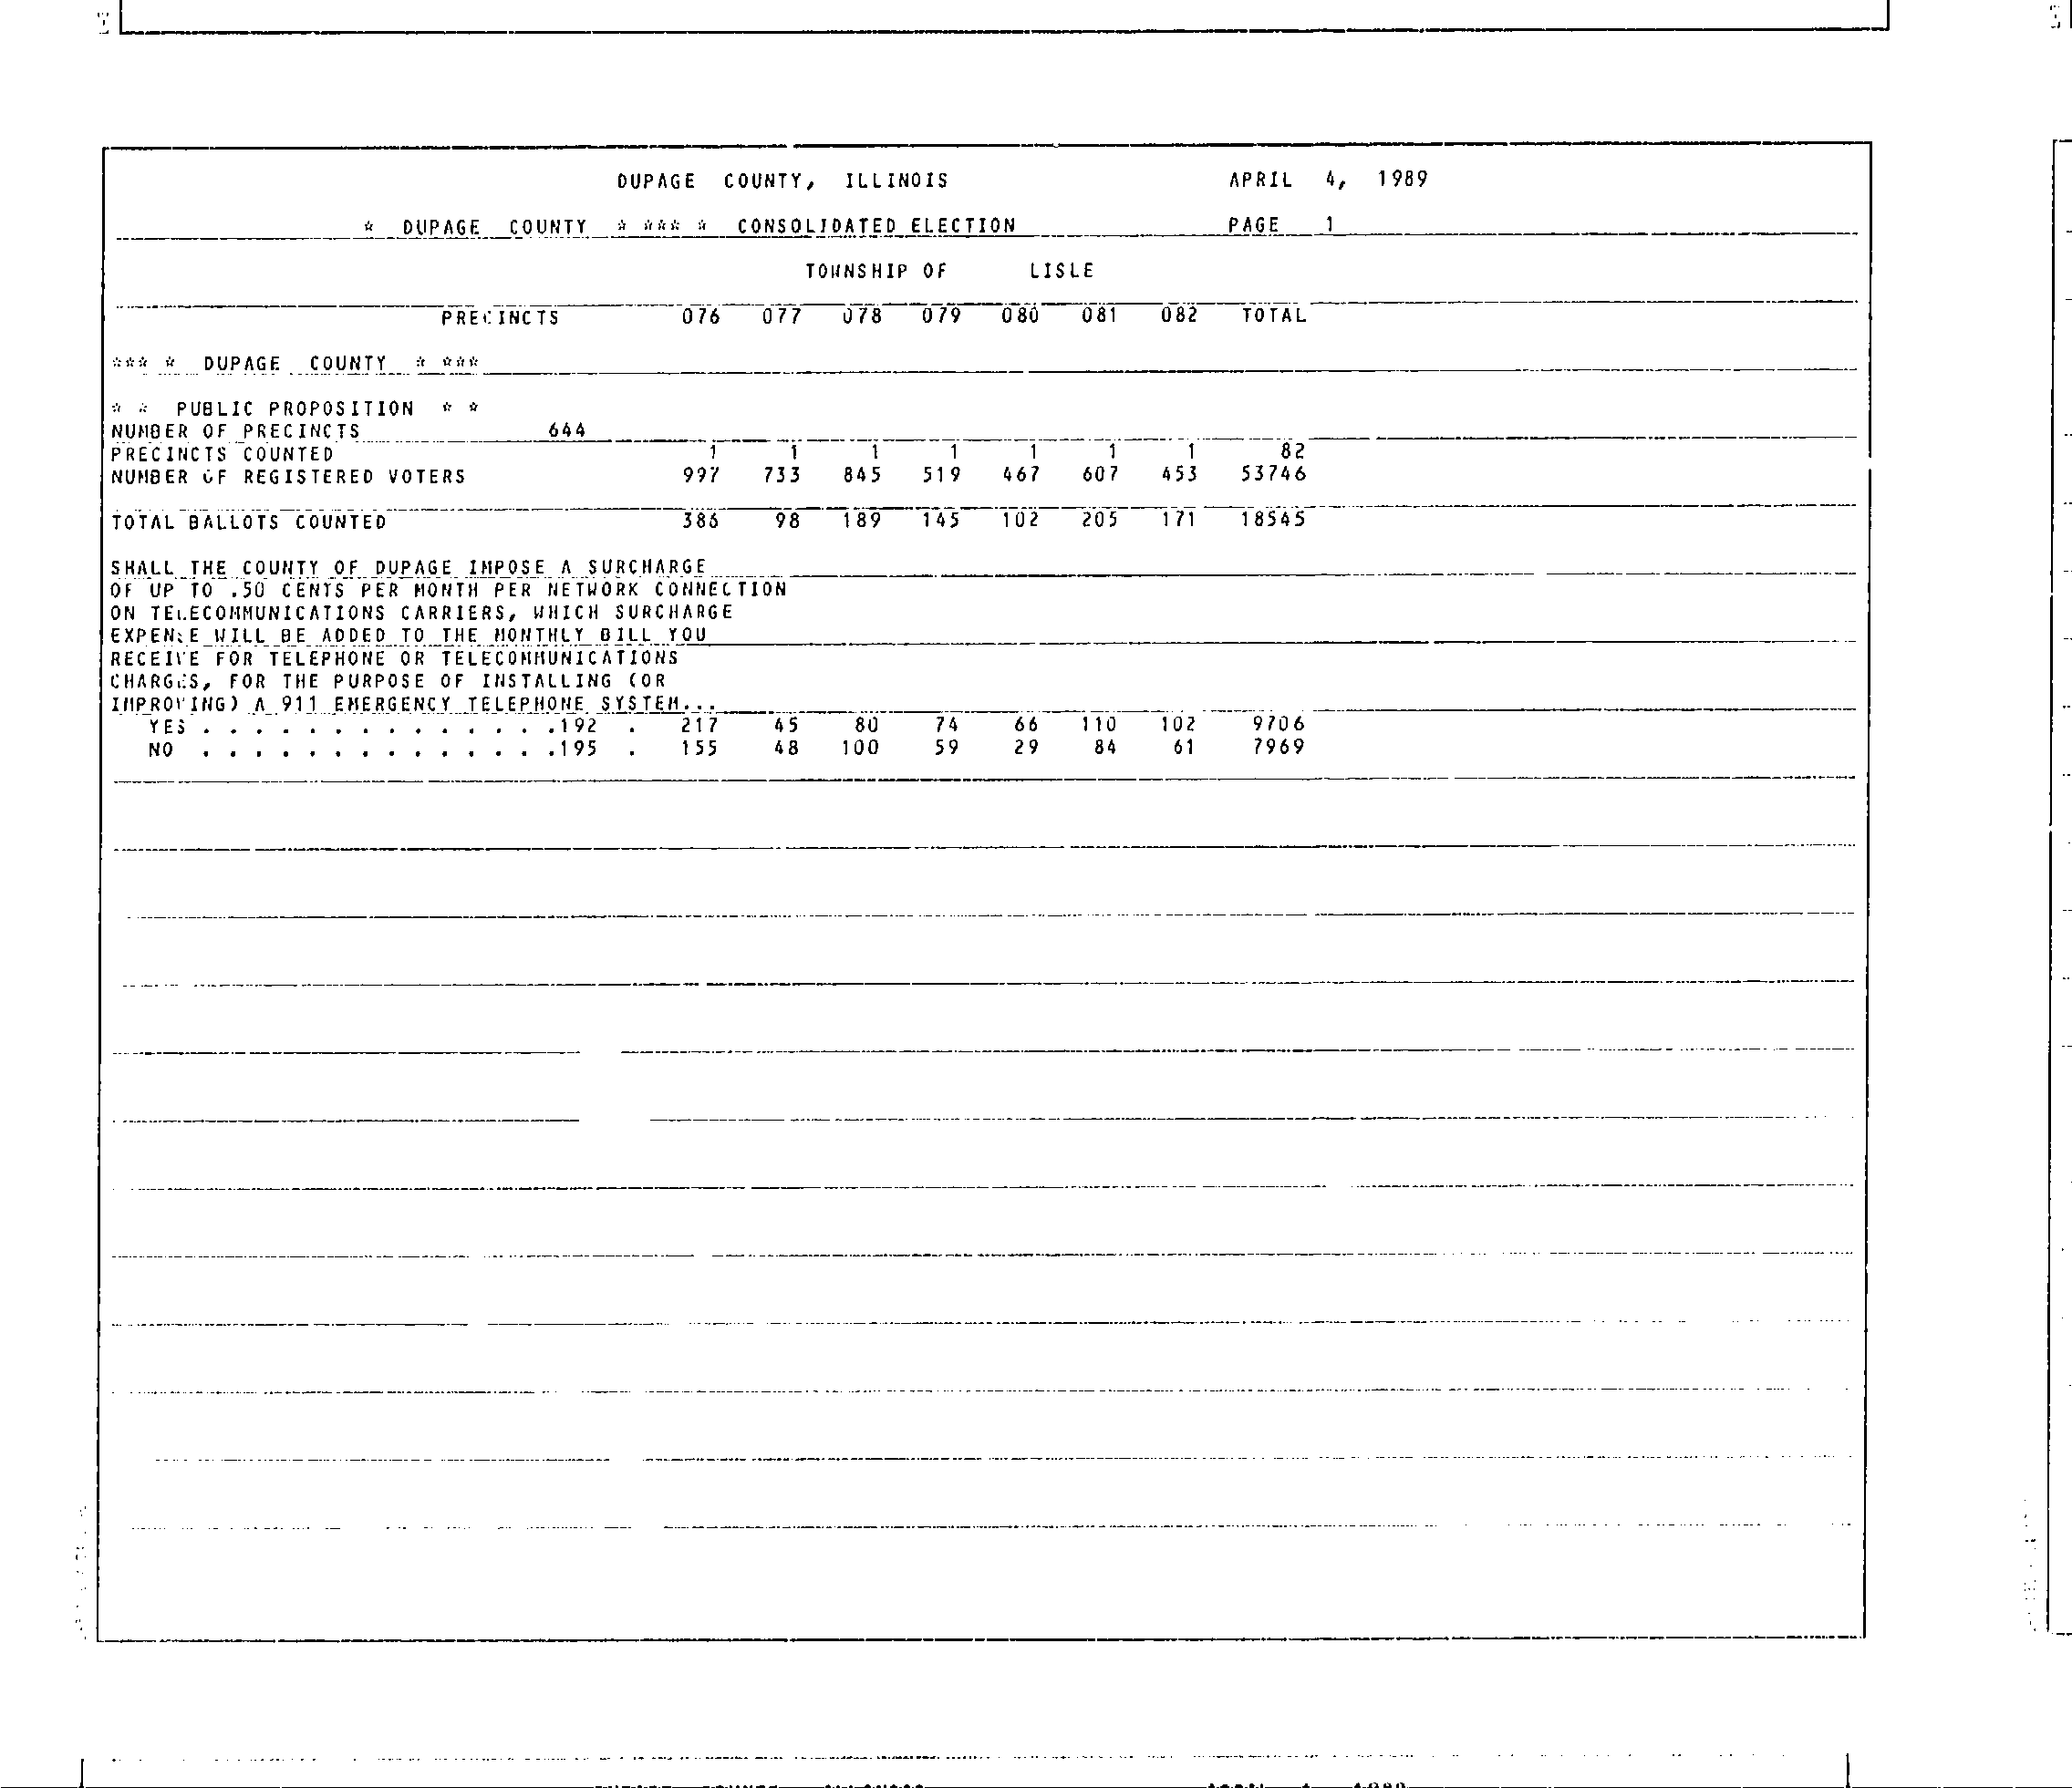 DUPAGE COUNTY, ILLINOIS APRIL 4, 1989
* DUPAGE COUNTY * *** * CONSOLIDATED ELECTION PAGE 1
TOWNSHIP OF LISLE
PRECINCTS 076 077 078 079 080 081 082 TOTAL
*** * DUPAGE COUNTY * ***
* * PUBLIC PROPOSITION * *
NUMBER OF PRECINCTS 644
PRECINCTS COUNTED 1 1 1 1 1 1 1 82
NUMBER OF REGISTERED VOTERS 997 733 845 519 467 607 453 53746
TOTAL BALLOTS COUNTED 386 98 189 145 102 205 171 18545
SHALL THE COUNTY OF DUPAGE IMPOSE A SURCHARGE
OF UP TO .50 CENTS PER MONTH PER NETWORK CONNECTION
ON TELECOMMUNICATIONS CARRIERS, WHICH SURCHARGE
EXPENSE WILL BE ADDED TO THE MONTHLY BILL YOU
RECEIVE FOR TELEPHONE OR TELECOMMUNICATIONS
CHARGES, FOR THE PURPOSE OF INSTALLING (OR
IMPROVING) A 911 EMERGENCY TELEPHONE SYSTEM...
YES . . . . . . . . . . . . . .192 . 217 45 80 74 66 110 102 9706
NO . . . . . . . . . . . . . .195 . 155 48 100 59 29 84 61 7969